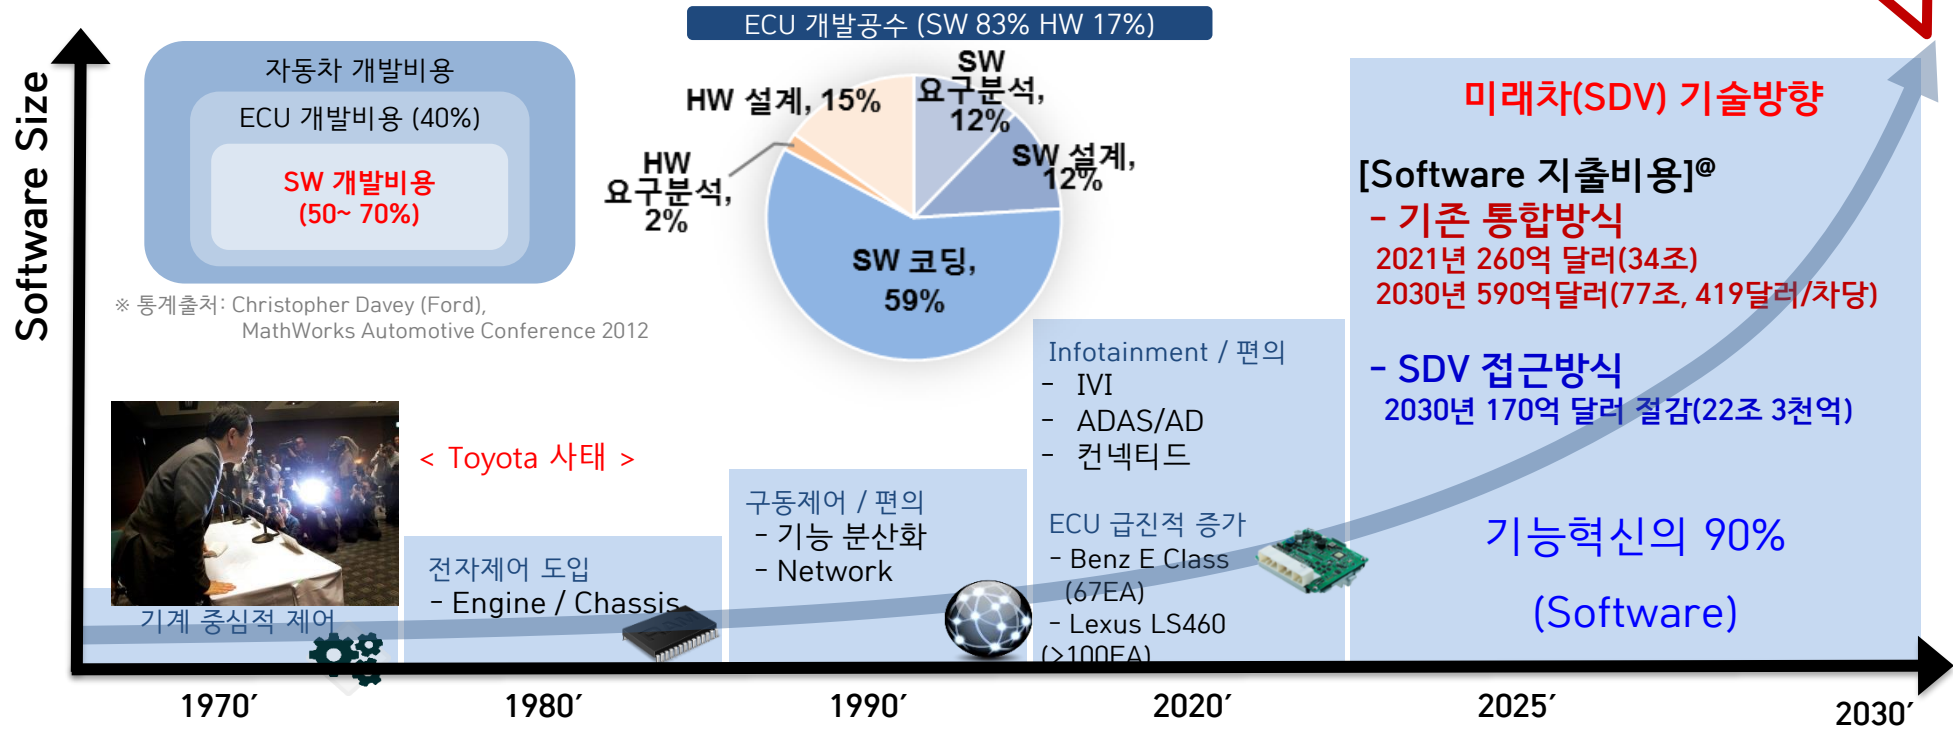 ECU 개발공수 (SW 83% HW 17%)
Software Size
자동차 개발비용
ECU 개발비용 (40%)
SW 개발비용
(50~ 70%)
※ 통계출처: Christopher Davey (Ford),
MathWorks Automotive Conference 2012
HW 설계, 15%
SW
요구분석,
12%
HW
요구분석,
2%
SW 설계,
12%
SW 코딩,
59%
< Toyota 사태 >
기계 중심적 제어
전자제어 도입
- Engine / Chassis
구동제어 / 편의
- 기능 분산화
- Network
Infotainment / 편의
- IVI
- ADAS/AD
- 컨넥티드
ECU 급진적 증가
- Benz E Class
(67EA)
- Lexus LS460
(>100EA)
미래차(SDV) 기술방향
[Software 지출비용]@
- 기존 통합방식
2021년 260억 달러(34조)
2030년 590억달러(77조, 419달러/차당)
- SDV 접근방식
2030년 170억 달러 절감(22조 3천억)
기능혁신의 90%
(Software)
1970′
1980′
1990′
2020′
2025′
2030′